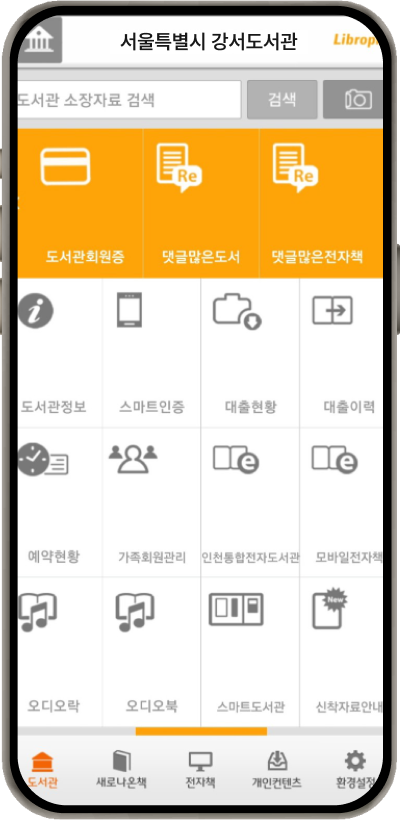 서울특별시 강서도서관 Librop
도서관 소장자료 검색 검색
Re Re
도서관회원증 댓글많은도서 댓글많은전자책
도서관정보 스마트인증 대출현황 대출이력
예약현황 가족회원관리 인천통합전자도서관 모바일전자책
New
오디오락 오디오북 스마트도서관 신착자료안내
도서관 새로나온책 전자책 개인컨텐츠 환경설정